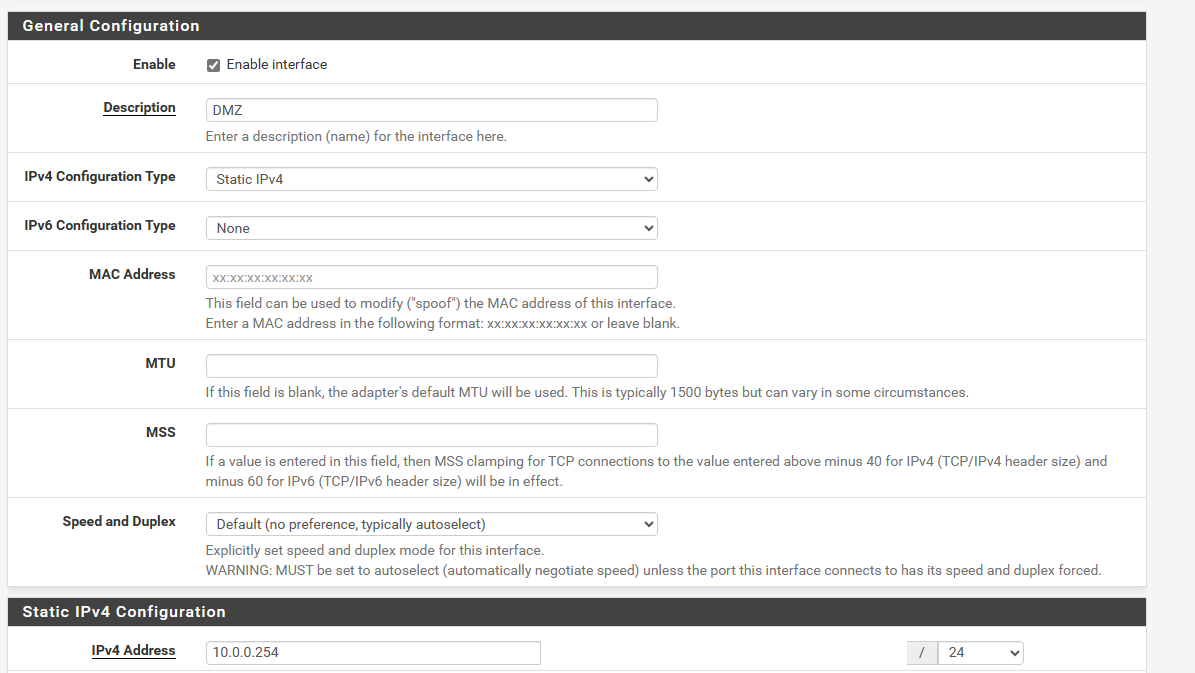 General Configuration
Enable
Enable interface
Description
DMZ
Enter a description (name) for the interface here.
IPv4 Configuration Type
Static IPv4
IPv6 Configuration Type
None
MAC Address
xx:xx:xx:xx:xx:xx
This field can be used to modify ("spoof") the MAC address of this interface.
Enter a MAC address in the following format: xx:xx:xx:xx:xx:xx or leave blank.
MTU
If this field is blank, the adapter's default MTU will be used. This is typically 1500 bytes but can vary in some circumstances.
MSS
If a value is entered in this field, then MSS clamping for TCP connections to the value entered above minus 40 for IPv4 (TCP/IPv4 header size) and
minus 60 for IPv6 (TCP/IPv6 header size) will be in effect.
Speed and Duplex
Default (no preference, typically autoselect)
Explicitly set speed and duplex mode for this interface.
WARNING: MUST be set to autoselect (automatically negotiate speed) unless the port this interface connects to has its speed and duplex forced.
Static IPv4 Configuration
IPv4 Address
10.0.0.254
/ 24